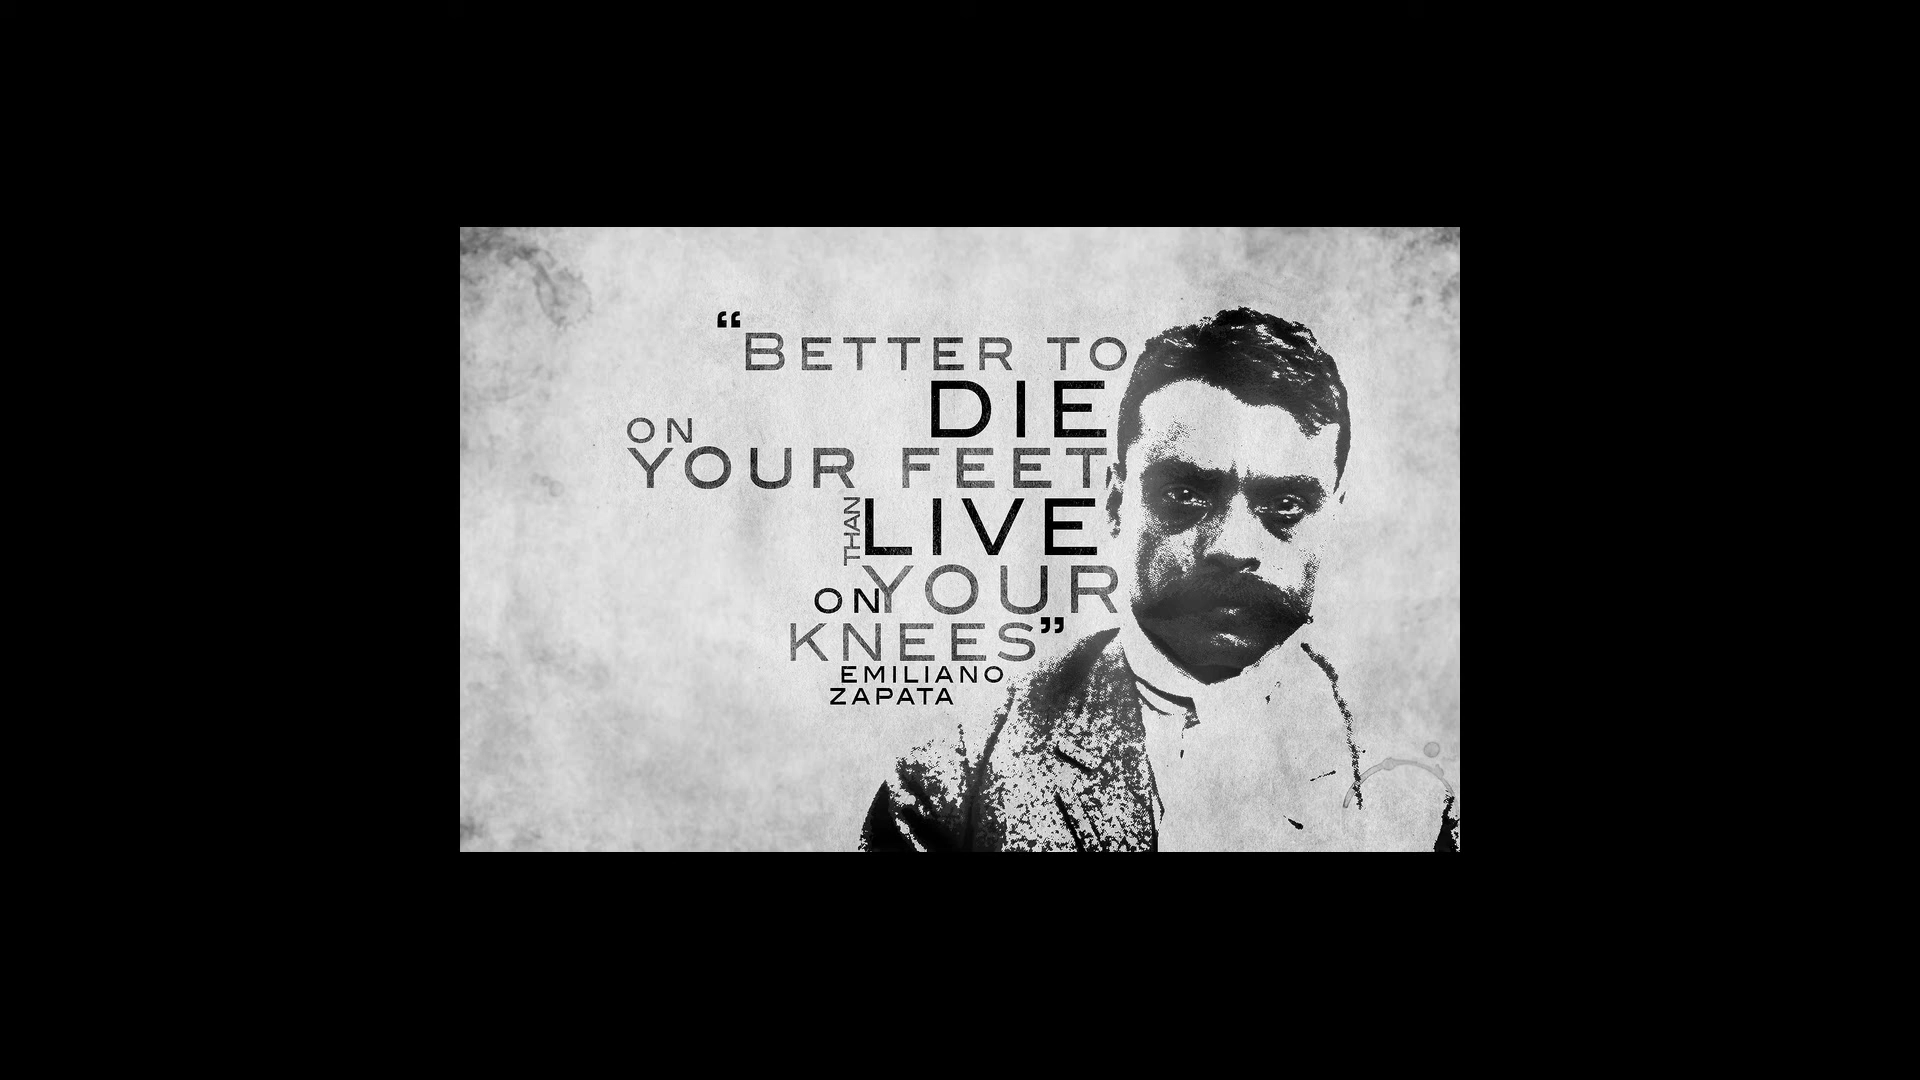 “BETTER TO
DIE
ON
YOUR FEET
THAN
LIVE
ON YOUR
KNEES”
EMILIANO
ZAPATA